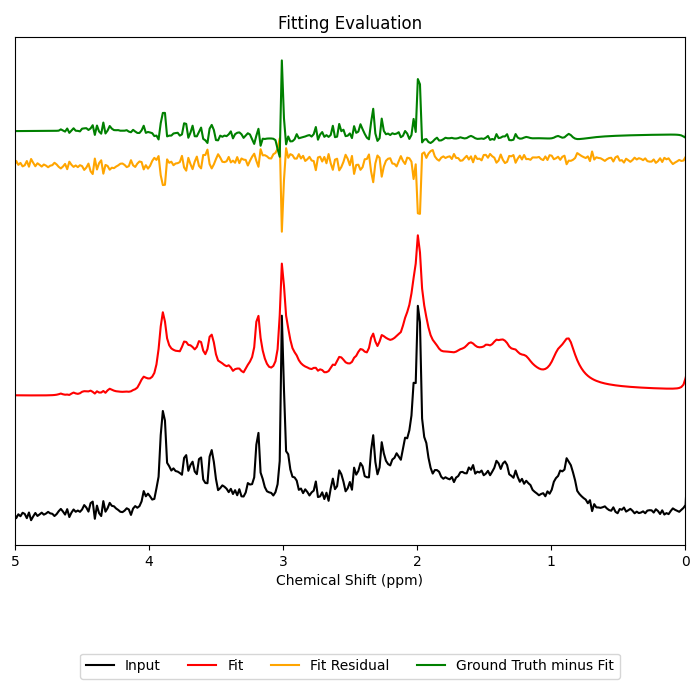 Fitting Evaluation
5 4 3 2 1 0
Chemical Shift (ppm)
Input Fit Fit Residual Ground Truth minus Fit